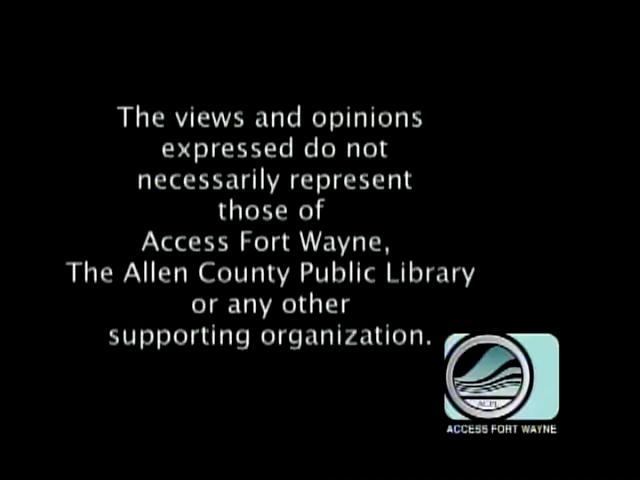 The views and opinions
expressed do not
necessarily represent
those of
Access Fort Wayne,
The Allen County Public Library
or any other
supporting organization.
ACPL
ACCESS FORT WAYNE